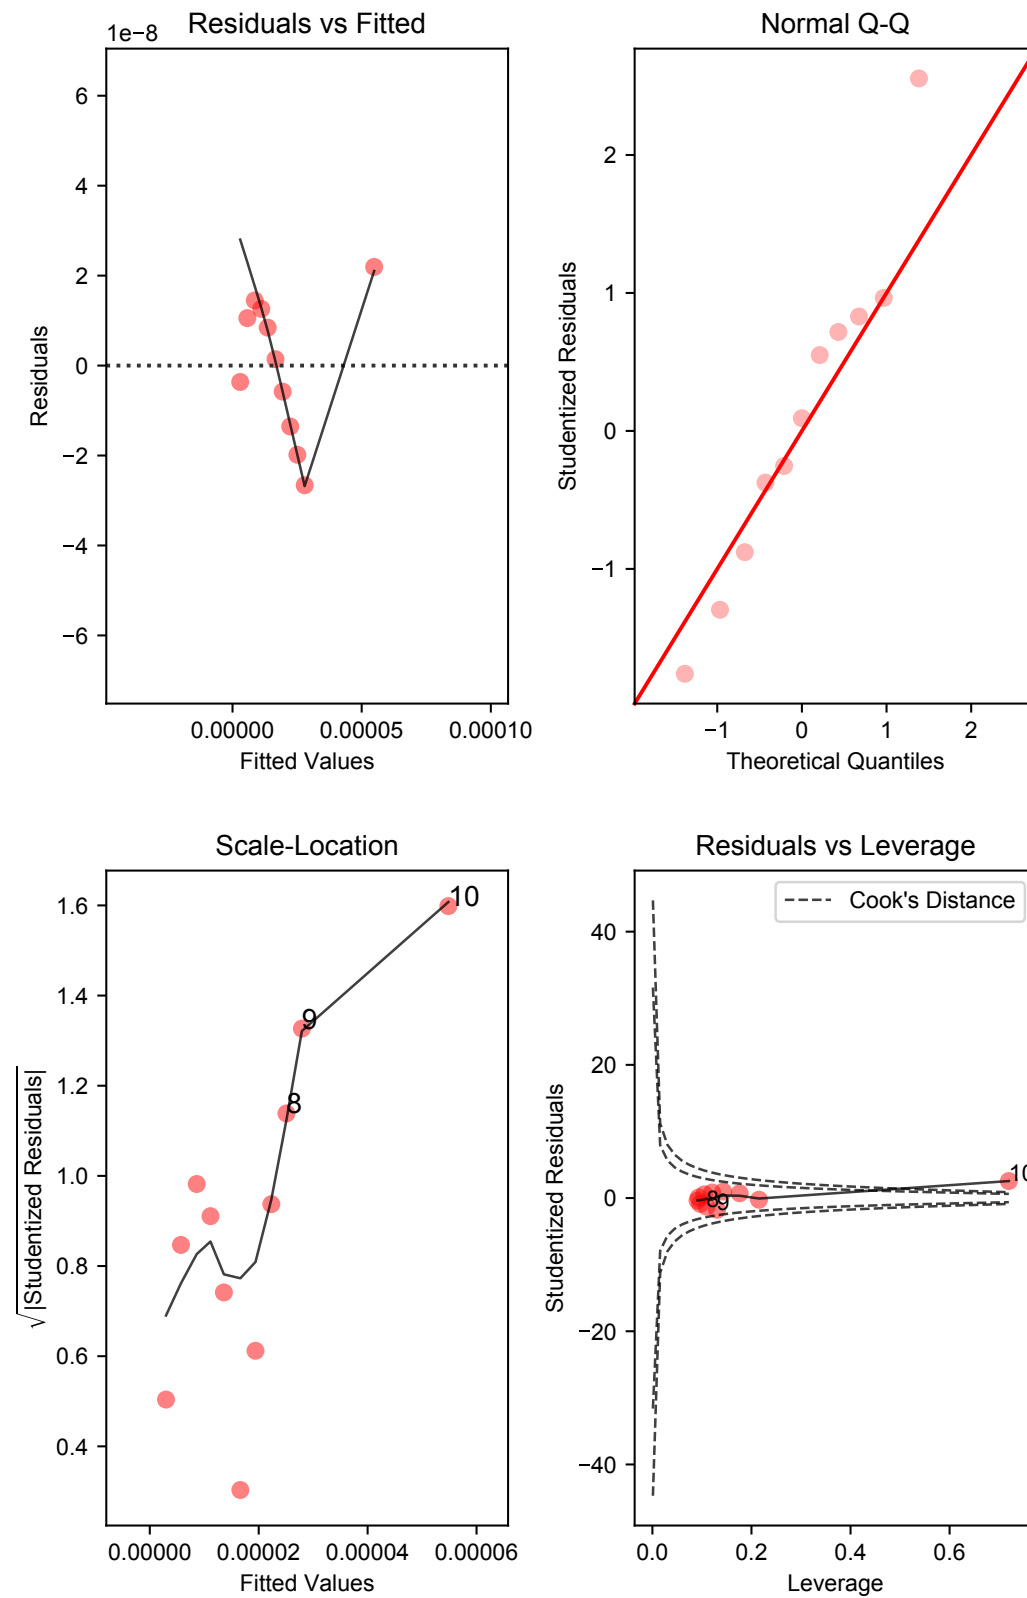 Residuals vs Fitted
1e−8
6
4
2
0
−2
−4
−6
Residuals
0.00000 0.00005 0.00010
Fitted Values
Normal Q-Q
2
1
0
−1
Studentized Residuals
−1 0 1 2
Theoretical Quantiles
Scale-Location
1.6
1.4
1.2
1.0
0.8
0.6
0.4
√|Studentized Residuals|
10
9
8
0.00000 0.00002 0.00004 0.00006
Fitted Values
Residuals vs Leverage
Cook's Distance
40
20
0
−20
−40
Studentized Residuals
10
8
9
0.0 0.2 0.4 0.6
Leverage